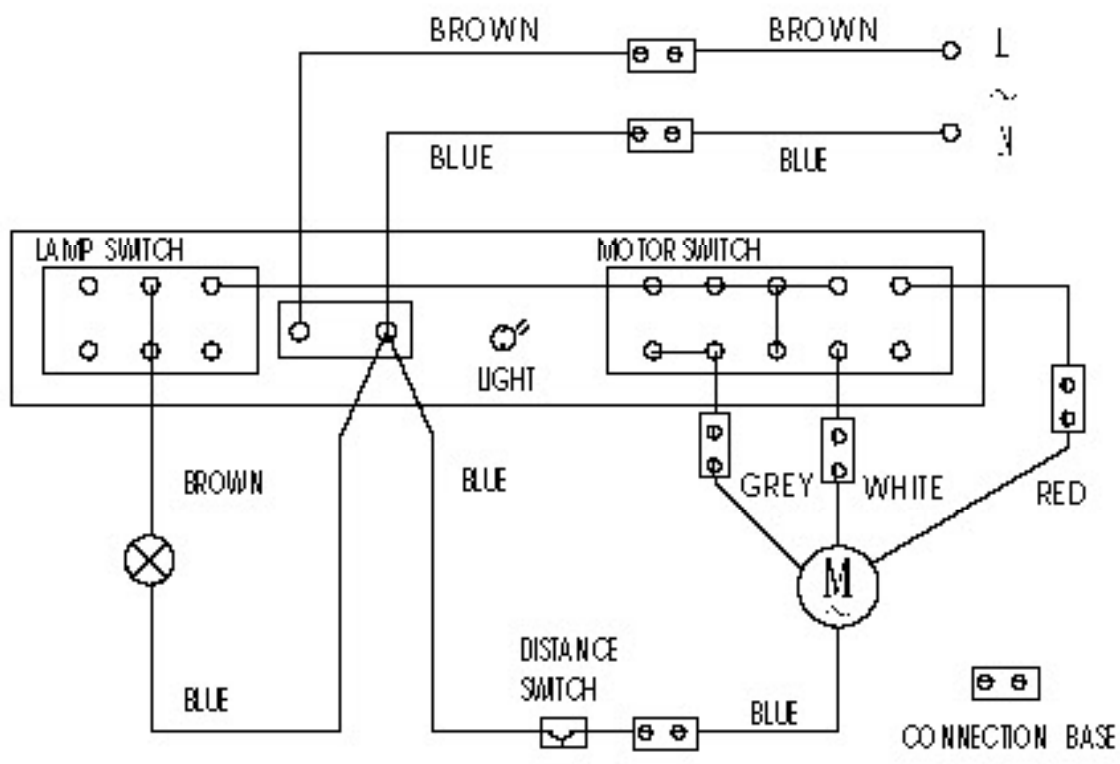 BROWN
BROWN
L
~
N
BLUE
BLUE
LAMP SWITCH
MOTOR SWITCH
LIGHT
BROWN
BLUE
GREY
WHITE
RED
M
~
DISTANCE
SWITCH
BLUE
BLUE
CONNECTION BASE